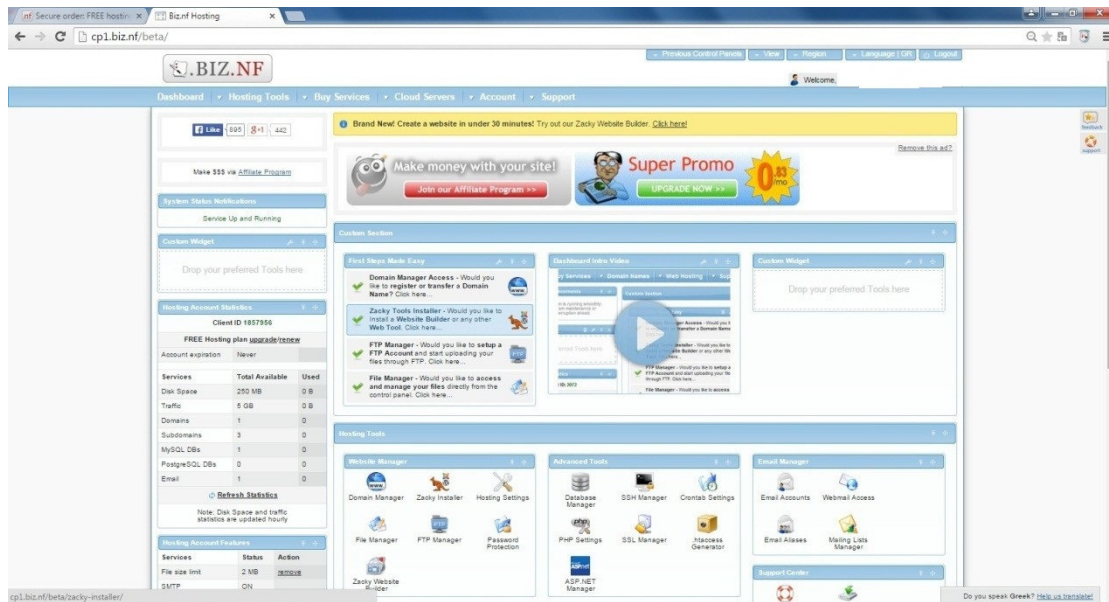 nf Secure order: FREE hostin
Biz.nf Hosting
cp1.biz.nf/beta/
.BIZ.NF
Previous Control Panels
View
Region
Language | GB
Logout
Welcome,
Dashboard
Hosting Tools
Buy Services
Cloud Servers
Account
Support
Like 895 g+1 442
Make $$$ via Affiliate Program
System Status Notifications
Service Up and Running
Custom Widget
Drop your preferred Tools here
Hosting Account Statistics
Client ID 1857956
FREE Hosting plan upgrade/renew
Account expiration Never
Services Total Available Used
Disk Space 250 MB 0 B
Traffic 5 GB 0 B
Domains 1 0
Subdomains 3 0
MySQL DBs 1 0
PostgreSQL DBs 0 0
Email 1 0
Refresh Statistics
Note: Disk Space and traffic
statistics are updated hourly
Hosting Account Features
Services Status Action
File size limit 2 MB remove
SMTP ON
cp1.biz.nf/beta/zacky-installer/
Brand New! Create a website in under 30 minutes! Try out our Zacky Website Builder. Click here!
Remove this ad?
Make money with your site!
Join our Affiliate Program >>
Super Promo
UPGRADE NOW >>
0.83
/mo
Custom Section
First Steps Made Easy
Domain Manager Access - Would you
like to register or transfer a Domain
Name? Click here...
Zacky Tools Installer - Would you like to
install a Website Builder or any other
Web Tool. Click here...
FTP Manager - Would you like to setup a
FTP Account and start uploading your
files through FTP. Click here...
File Manager - Would you like to access
and manage your files directly from the
control panel. Click here...
Dashboard Intro Video
Custom Widget
Drop your preferred Tools here
Hosting Tools
Website Manager
Domain Manager
Zacky Installer
Hosting Settings
File Manager
FTP Manager
Password
Protection
Zacky Website
Builder
Advanced Tools
Database
Manager
SSH Manager
Crontab Settings
PHP Settings
SSL Manager
.htaccess
Generator
ASP.NET
Manager
Email Manager
Email Accounts
Webmail Access
Email Aliases
Mailing Lists
Manager
Support Center
feedback
support
Do you speak Greek? Help us translate!